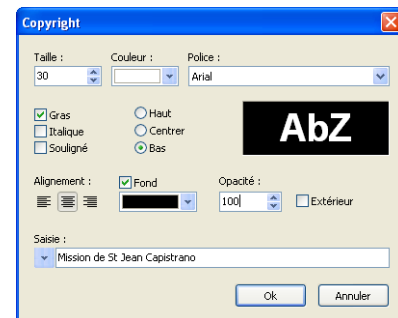 Copyright
Taille : Couleur : Police :
30 Arial
Gras Haut
Italique Centrer
Souligné Bas
AbZ
Alignement : Fond Opacité :
100 Extérieur
Saisie :
Mission de St Jean Capistrano
Ok Annuler